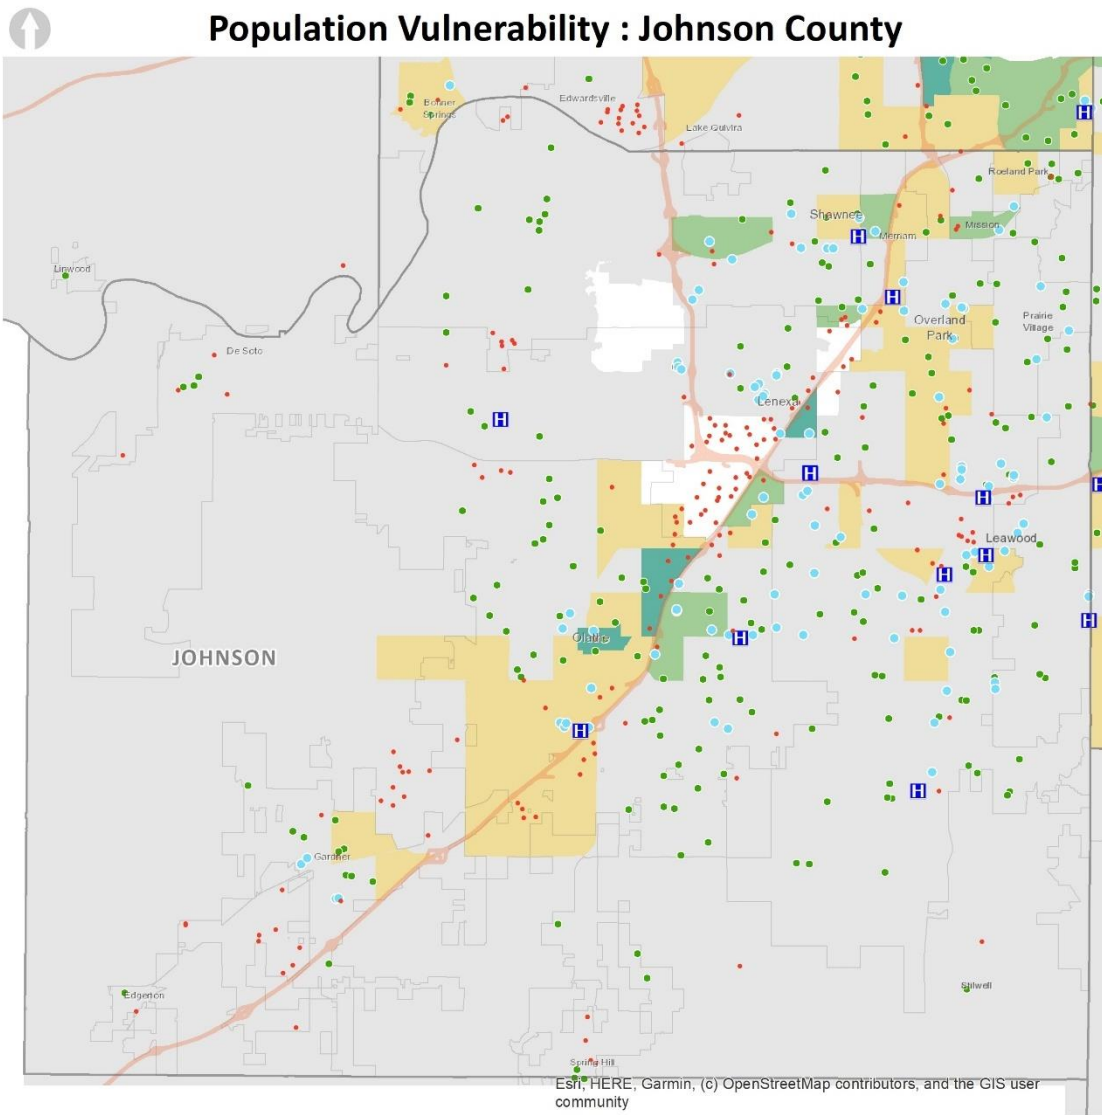 Population Vulnerability : Johnson County
Bonner
Springs
Edwardsville
Lake Quivira
Roeland Park
Shawnee
Mission
Merriam
H
H
Linwood
H
Overland
Park
Prairie
Village
De Soto
Lenexa
H
H
H
H
Leawood
H
H
H
Olathe
H
JOHNSON
H
H
Gardner
Edgerton
Stilwell
Spring Hill
Esri, HERE, Garmin, (c) OpenStreetMap contributors, and the GIS user
community